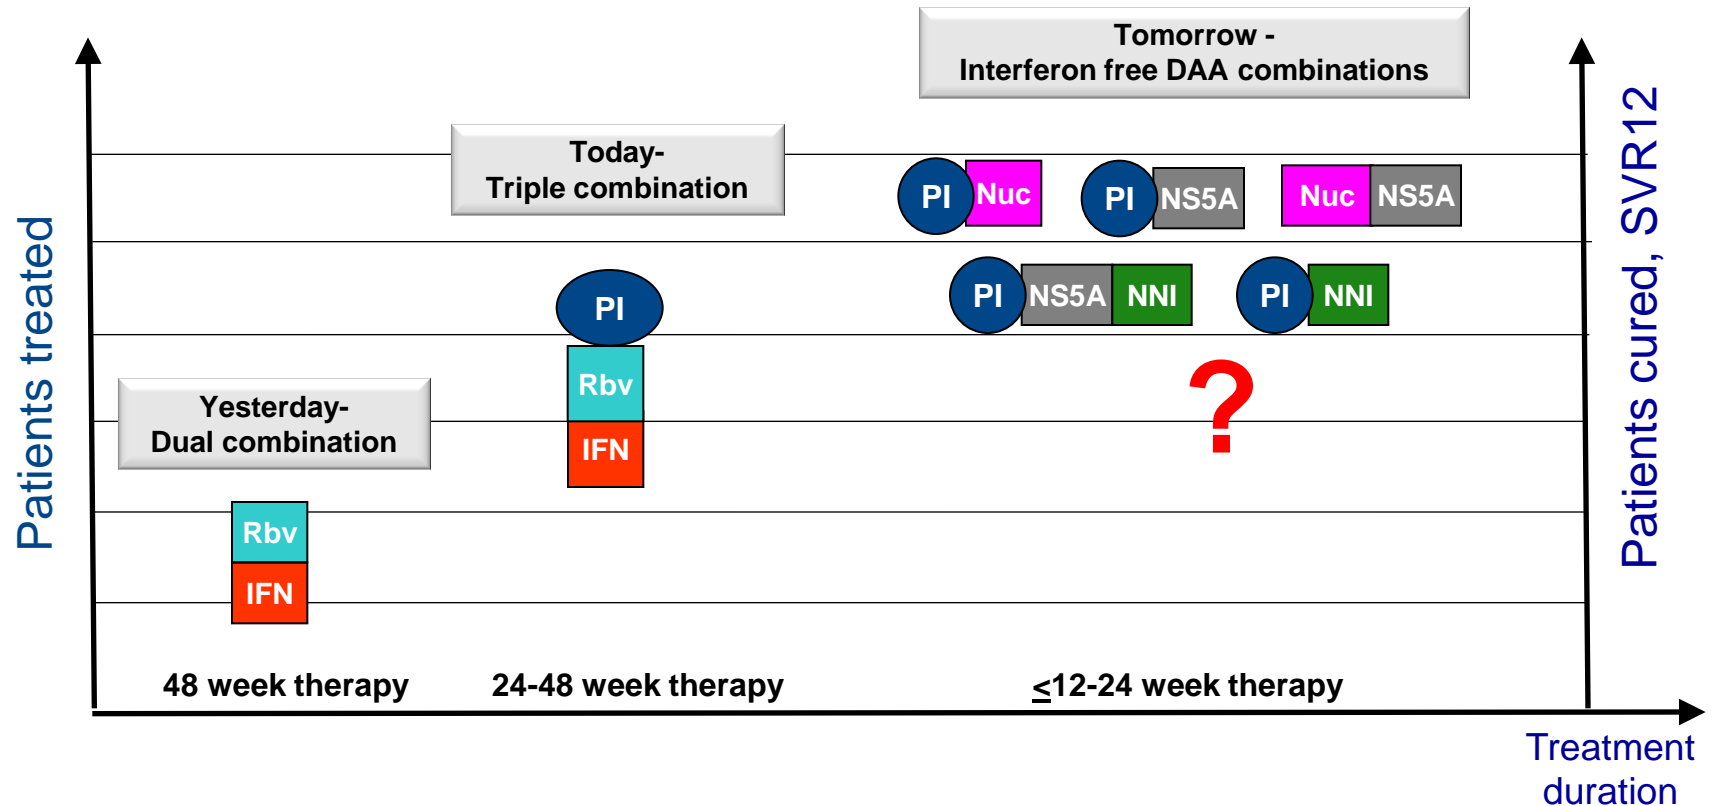 Tomorrow -
Interferon free DAA combinations
Today-
Triple combination
Yesterday-
Dual combination
Patients treated
Patients cured, SVR12
PI Nuc
PI NS5A
Nuc NS5A
PI NS5A NNI
PI NNI
PI
Rbv
IFN
?
Rbv
IFN
48 week therapy
24-48 week therapy
≤12-24 week therapy
Treatment
duration